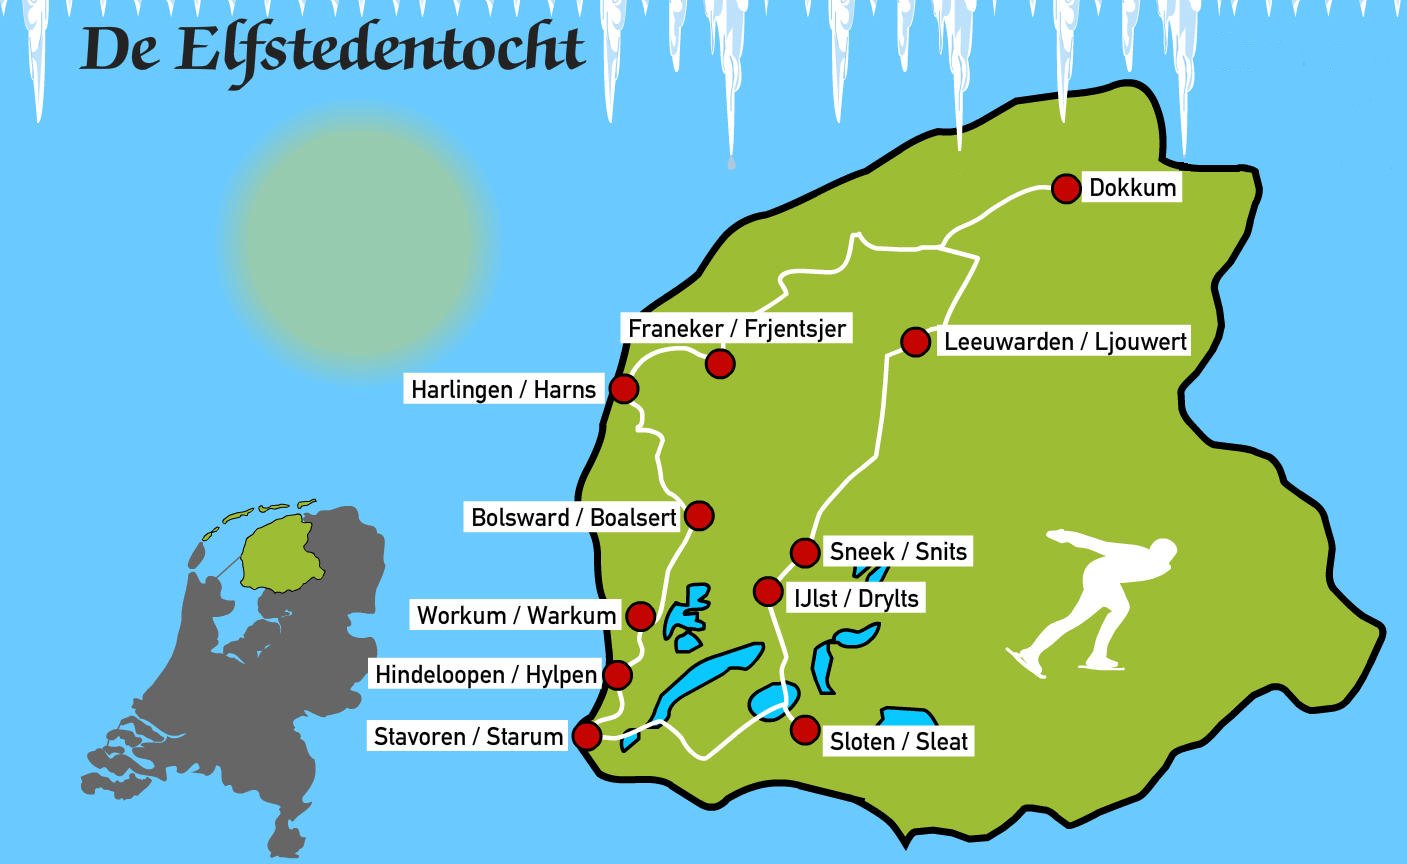 De Elfstedentocht
Dokkum
Franeker / Frjentsjer
Leeuwarden / Ljouwert
Harlingen / Harns
Bolsward / Boalsert
Sneek / Snits
IJlst / Drylts
Workum / Warkum
Hindeloopen / Hylpen
Stavoren / Starum
Sloten / Sleat